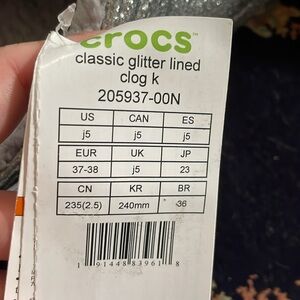 crocs™
classic glitter lined
clog k
205937-00N
US CAN ES
j5 j5 j5
EUR UK JP
37-38 j5 23
CN KR BR
235(2.5) 240mm 36
1 91448 83961 8